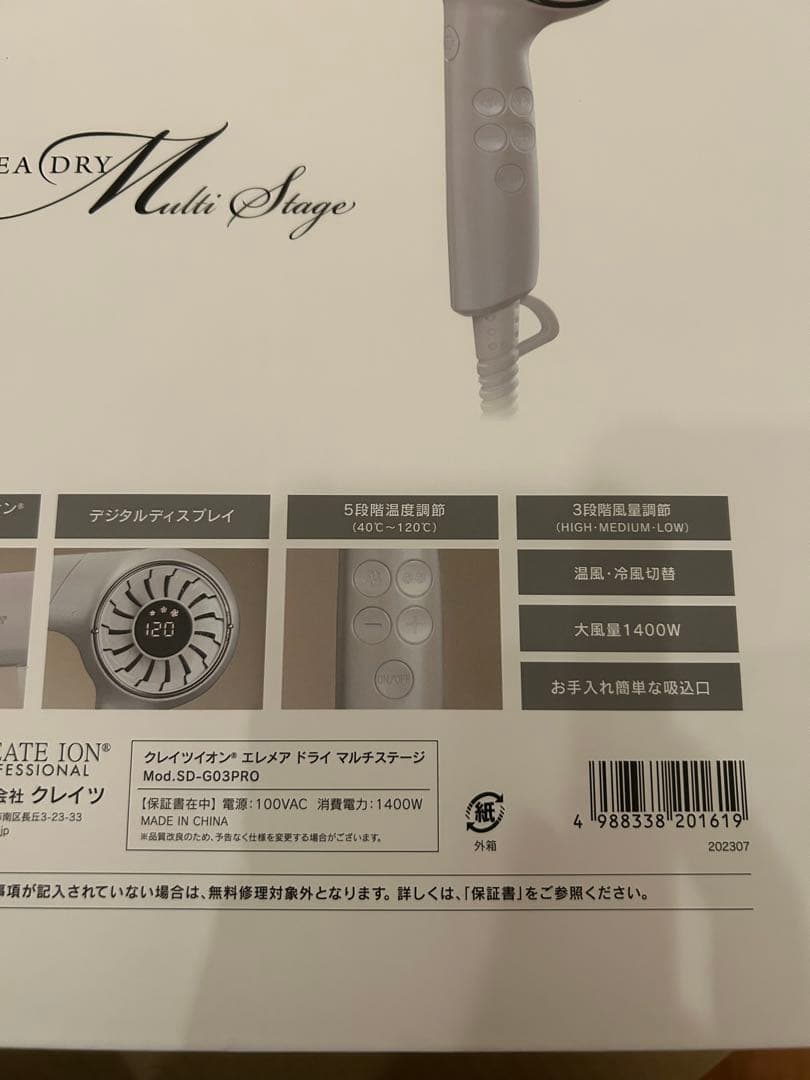 EA DRY Multi Stage
ン®
デジタルディスプレイ
5段階温度調節
(40℃〜120℃)
3段階風量調節
(HIGH・MEDIUM・LOW)
温風・冷風切替
大風量1400W
お手入れ簡単な吸込口
120
ON/OFF
EATE ION®
FESSIONAL
会社 クレイツ
市南区長丘3-23-33
jp
クレイツイオン® エレメア ドライ マルチステージ
Mod.SD-G03PRO
【保証書在中】電源:100VAC 消費電力:1400W
MADE IN CHINA
※品質改良のため、予告なく仕様を変更する場合がございます。
紙
外箱
4 988338 201619
202307
事項が記入されていない場合は、無料修理対象外となります。詳しくは、「保証書」をご参照ください。